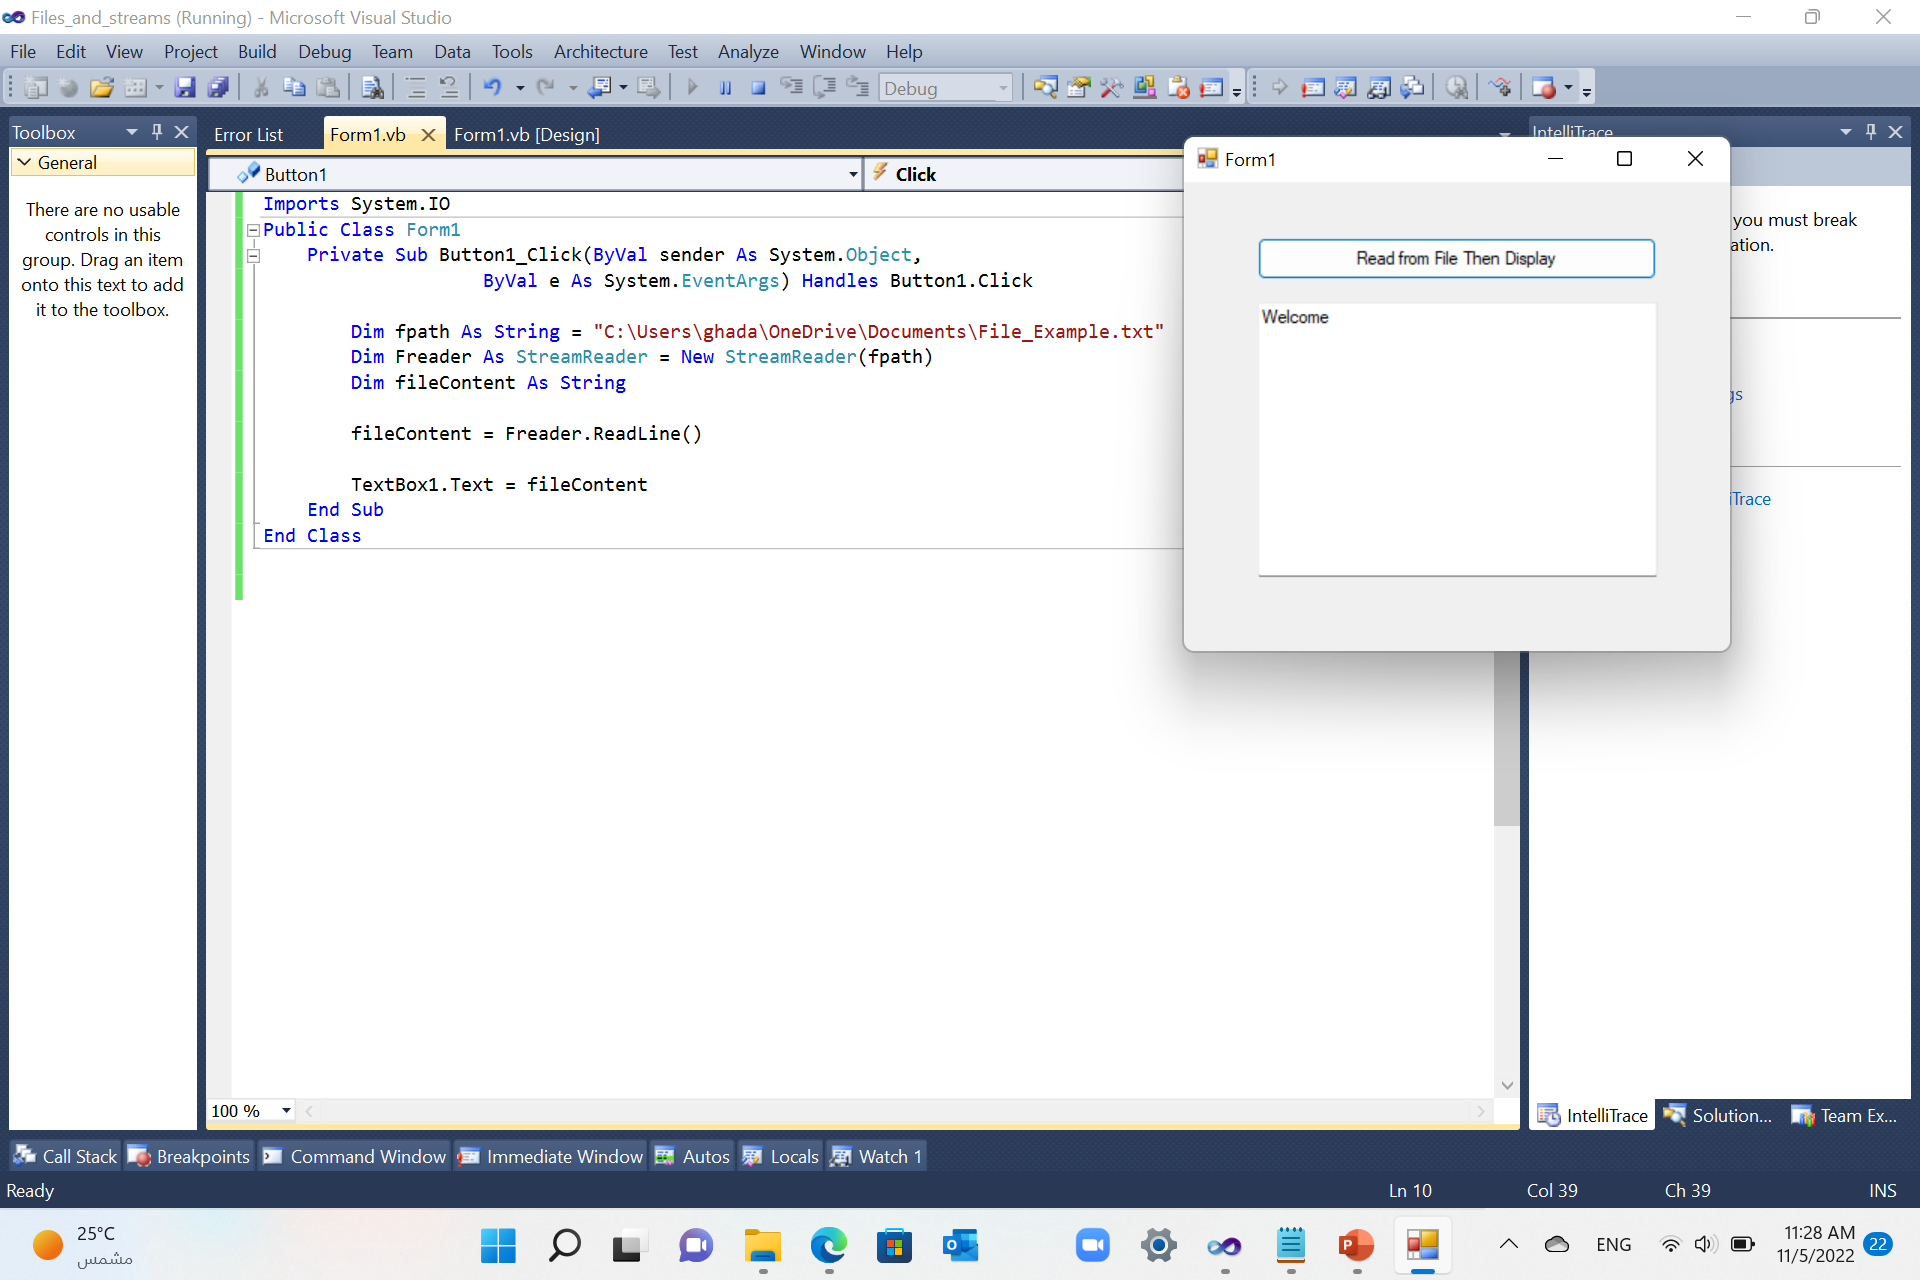 Files_and_streams (Running) - Microsoft Visual Studio
File Edit View Project Build Debug Team Data Tools Architecture Test Analyze Window Help
Debug
Toolbox
General
There are no usable
controls in this
group. Drag an item
onto this text to add
it to the toolbox.
Error List Form1.vb Form1.vb [Design]
Button1 Click
Imports System.IO
Public Class Form1
Private Sub Button1_Click(ByVal sender As System.Object,
ByVal e As System.EventArgs) Handles Button1.Click
Dim fpath As String = "C:\Users\ghada\OneDrive\Documents\File_Example.txt"
Dim Freader As StreamReader = New StreamReader(fpath)
Dim fileContent As String
fileContent = Freader.ReadLine()
TextBox1.Text = fileContent
End Sub
End Class
100 %
Form1
Read from File Then Display
Welcome
IntelliTrace
you must break
ation.
gs
iTrace
IntelliTrace Solution... Team Ex...
Call Stack Breakpoints Command Window Immediate Window Autos Locals Watch 1
Ready Ln 10 Col 39 Ch 39 INS
25°C
مشمس
ENG
11:28 AM
11/5/2022
22